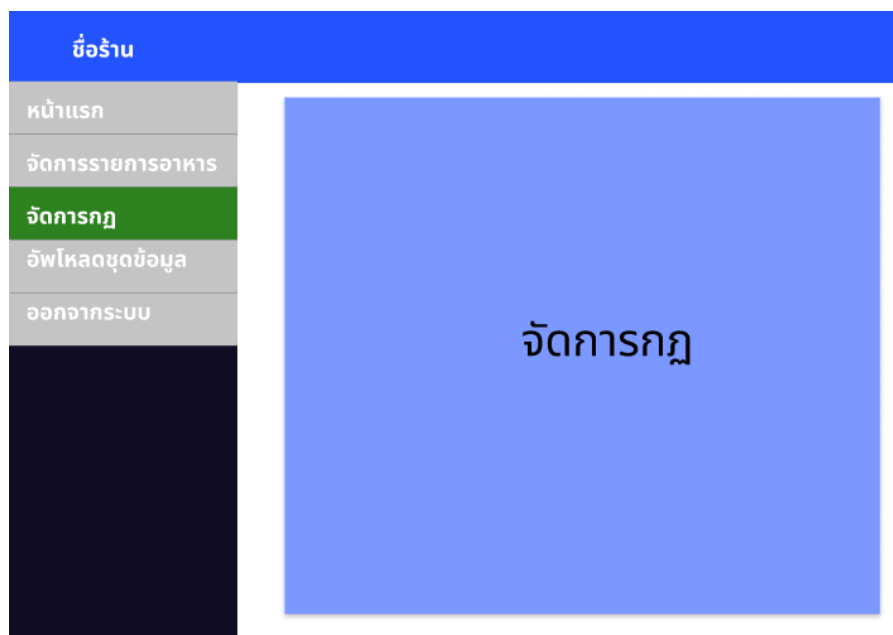 ชื่อร้าน
หน้าแรก
จัดการรายการอาหาร
จัดการกฏ
อัพโหลดชุดข้อมูล
ออกจากระบบ
จัดการกฏ